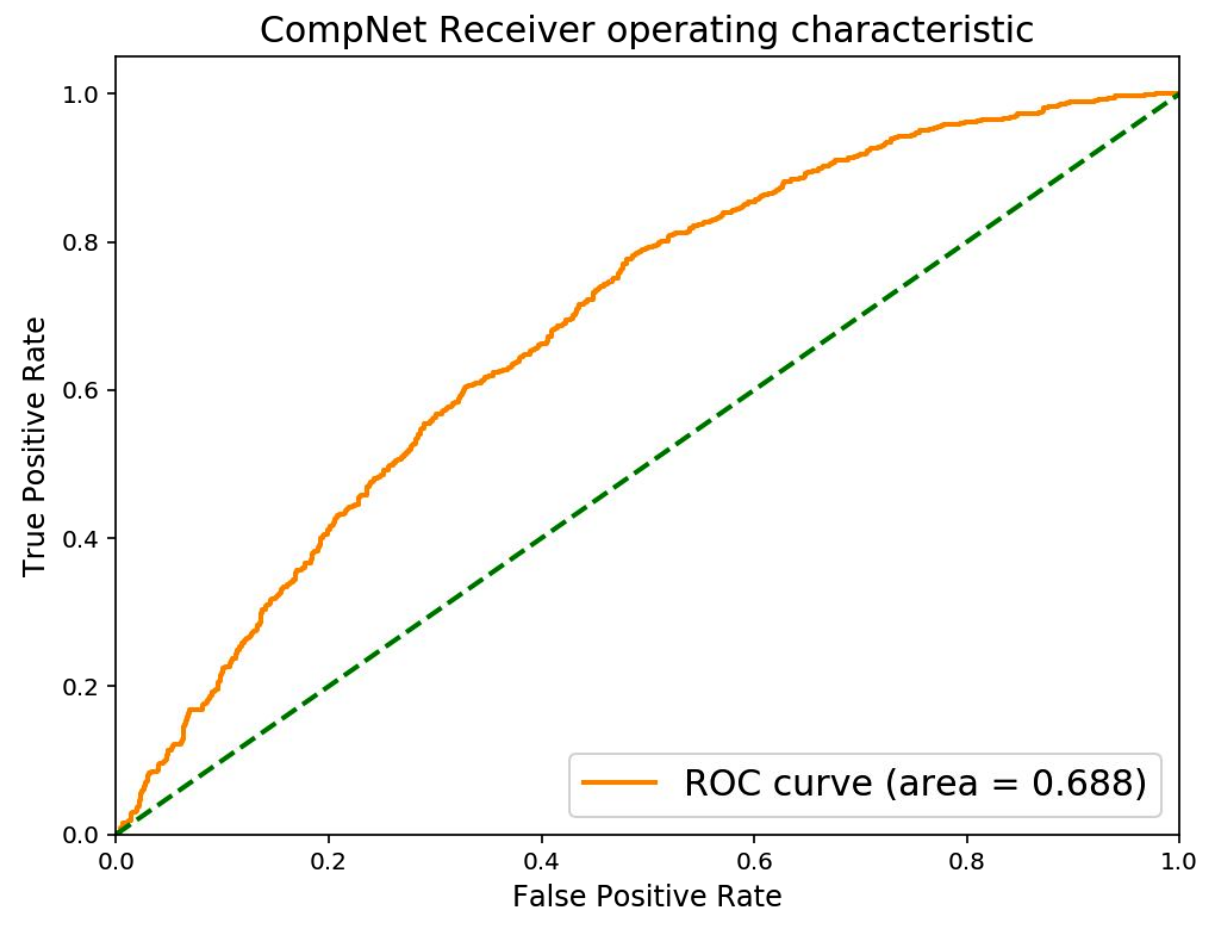 CompNet Receiver operating characteristic
True Positive Rate
1.0
0.8
0.6
0.4
0.2
0.0
ROC curve (area = 0.688)
0.0 0.2 0.4 0.6 0.8 1.0
False Positive Rate